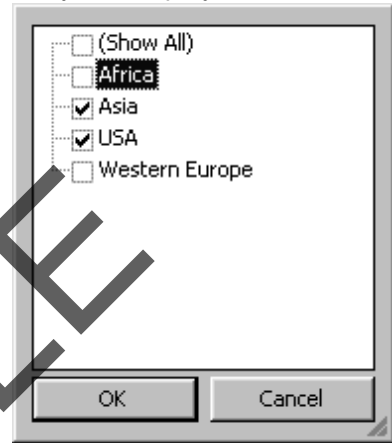 (Show All)
Africa
Asia
USA
Western Europe
OK
Cancel